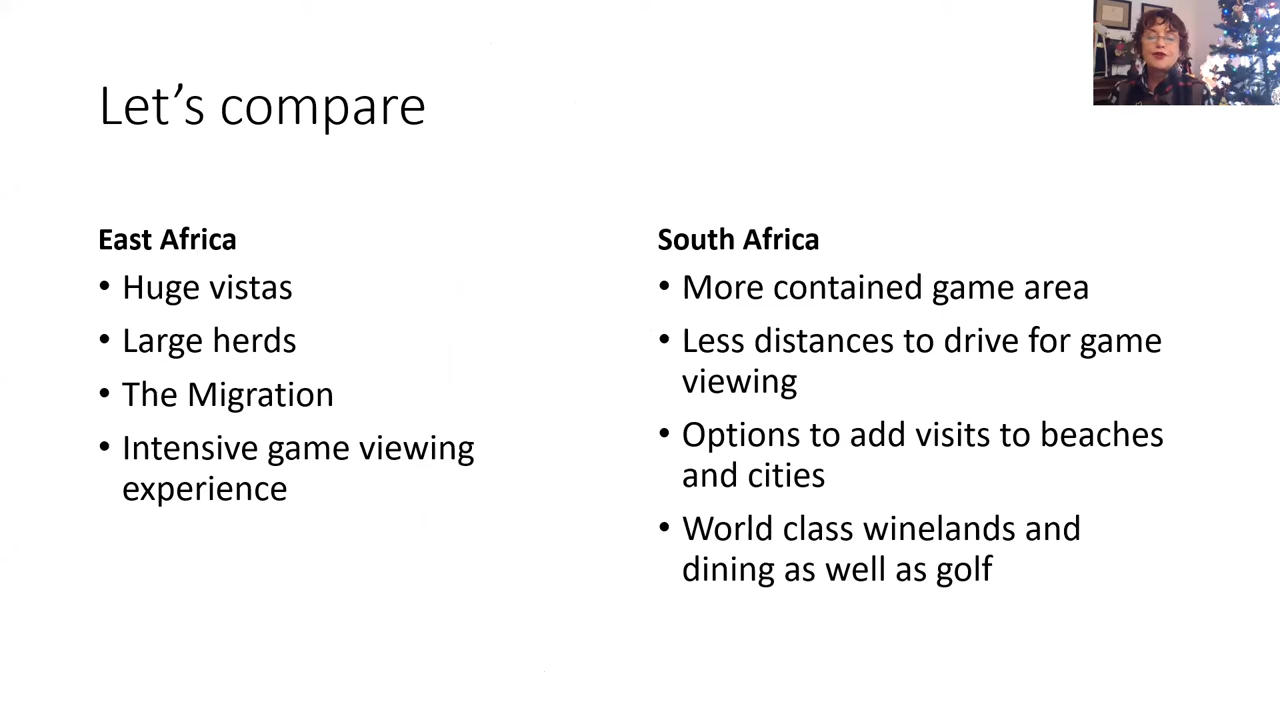 Let’s compare
East Africa
• Huge vistas
• Large herds
• The Migration
• Intensive game viewing
experience
South Africa
• More contained game area
• Less distances to drive for game
viewing
• Options to add visits to beaches
and cities
• World class winelands and
dining as well as golf